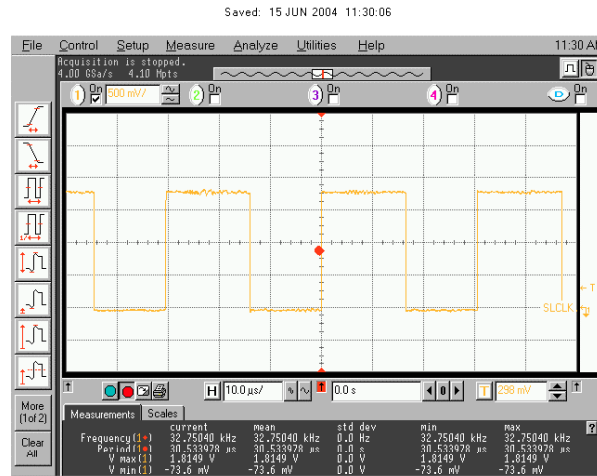 Saved: 15 JUN 2004 11:30:06
File Control Setup Measure Analyze Utilities Help 11:30 AM
Acquisition is stopped.
4.00 GSa/s 4.10 Mpts
1 On 500 mV/ 2 On 3 On 4 On D On
T
SLCLK
H 10.0 µs/ 0.0 s 0 T 298 mV
More
(1of 2)
Clear
All
Measurements Scales
current mean std dev min max
Frequency(1) 32.75040 kHz 32.75040 kHz 0.0 Hz 32.75040 kHz 32.75040 kHz
Period(1) 30.533978 µs 30.533978 µs 0.0 s 30.533978 µs 30.533978 µs
V max(1) 1.8149 V 1.8149 V 0.0 V 1.8149 V 1.8149 V
V min(1) -73.6 mV -73.6 mV 0.0 V -73.6 mV -73.6 mV
?